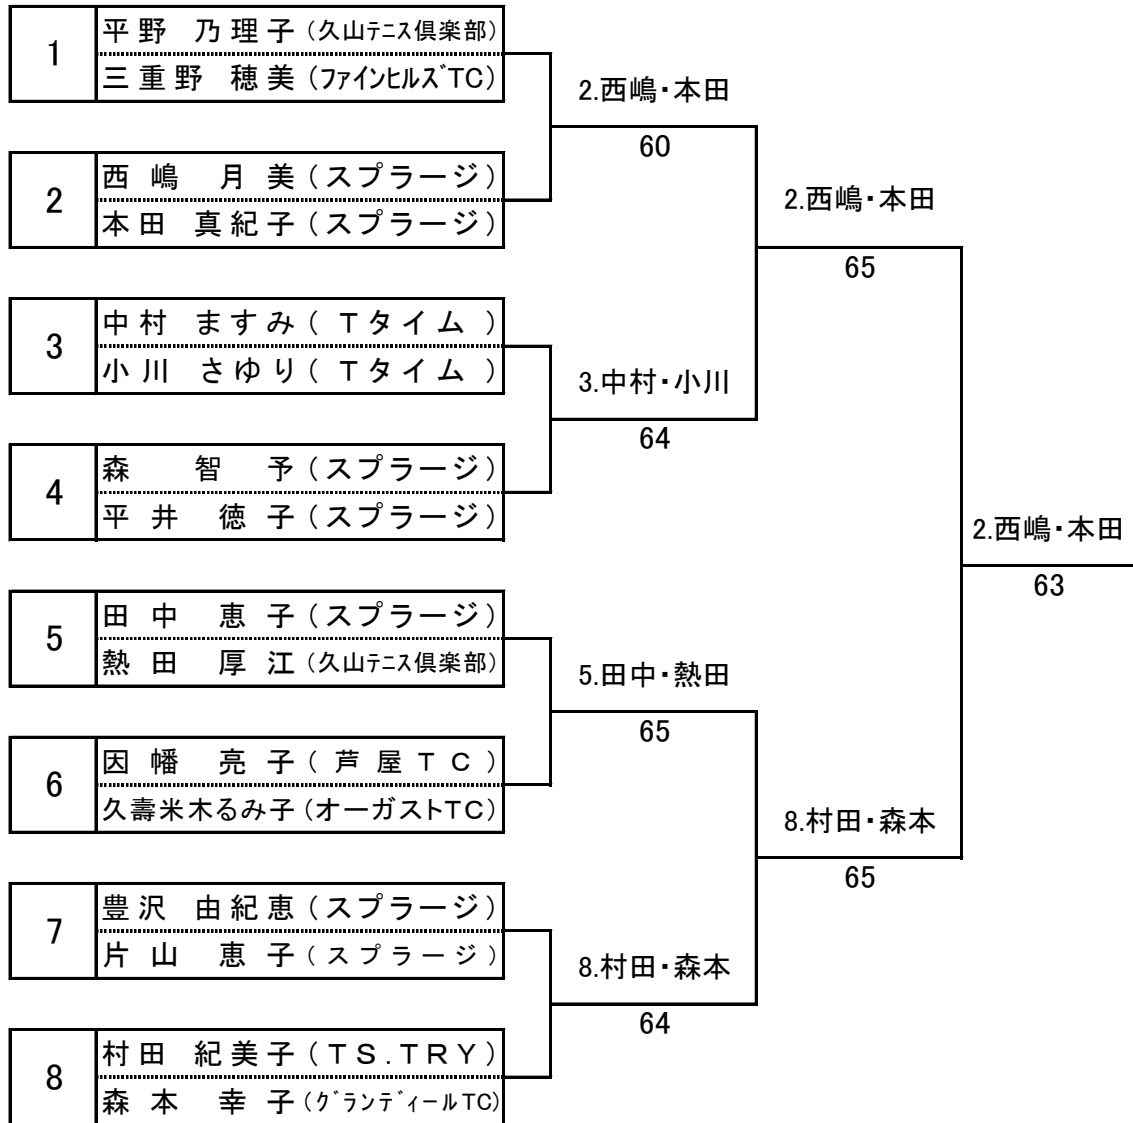 1
平野 乃理子（久山テニス俱楽部）
三重野 穂美（ファインヒルズTC）
2.西嶋・本田
60
2
西嶋 月美（スプラージ）
本田 真紀子（スプラージ）
2.西嶋・本田
65
3
中村 ますみ（Tタイム）
小川 さゆり（Tタイム）
3.中村・小川
64
4
森 智予（スプラージ）
平井 徳子（スプラージ）
2.西嶋・本田
63
5
田中 恵子（スプラージ）
熱田 厚江（久山テニス俱楽部）
5.田中・熱田
65
6
因幡 亮子（芦屋TC）
久壽米木るみ子（オーガストTC）
8.村田・森本
65
7
豊沢 由紀恵（スプラージ）
片山 恵子（スプラージ）
8.村田・森本
64
8
村田 紀美子（TS.TRY）
森本 幸子（グランディールTC）